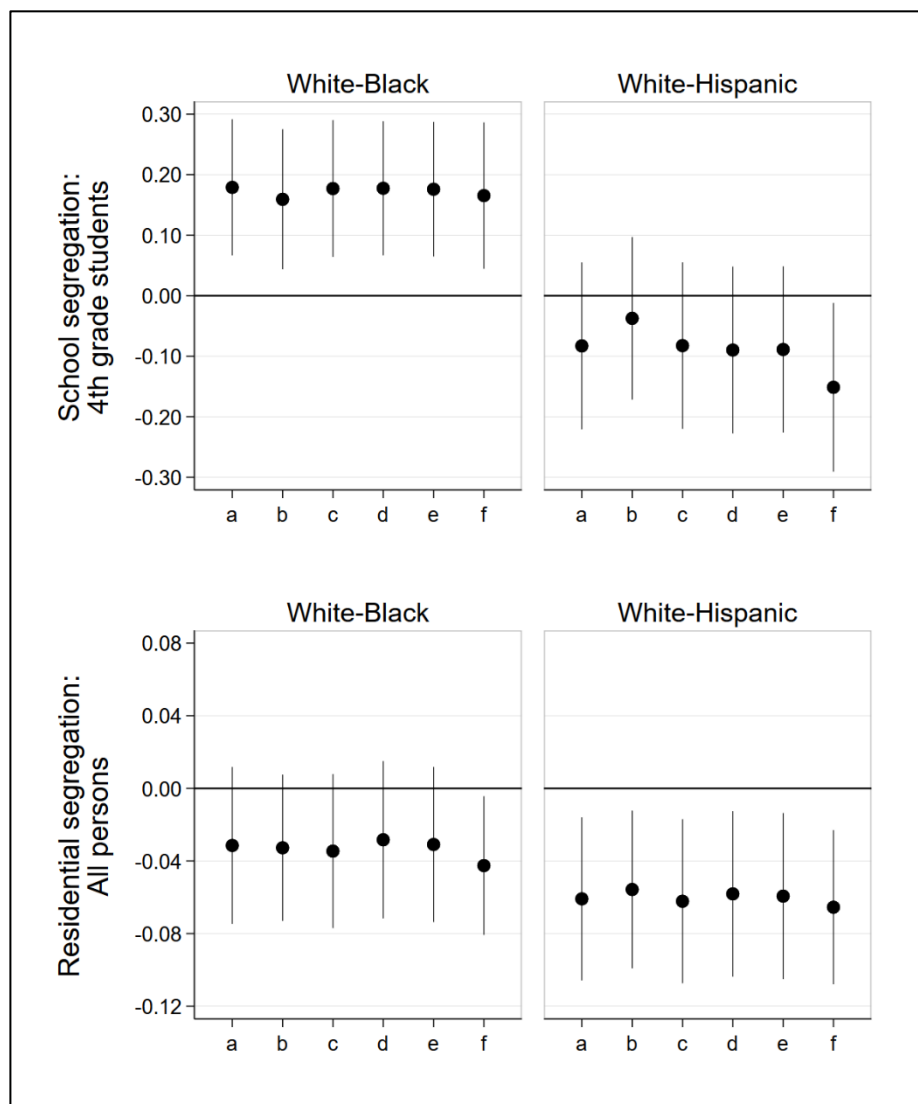 White-Black
White-Hispanic
School segregation:
4th grade students
0.30
0.20
0.10
0.00
-0.10
-0.20
-0.30
a b c d e f
a b c d e f
White-Black
White-Hispanic
Residential segregation:
All persons
0.08
0.04
0.00
-0.04
-0.08
-0.12
a b c d e f
a b c d e f